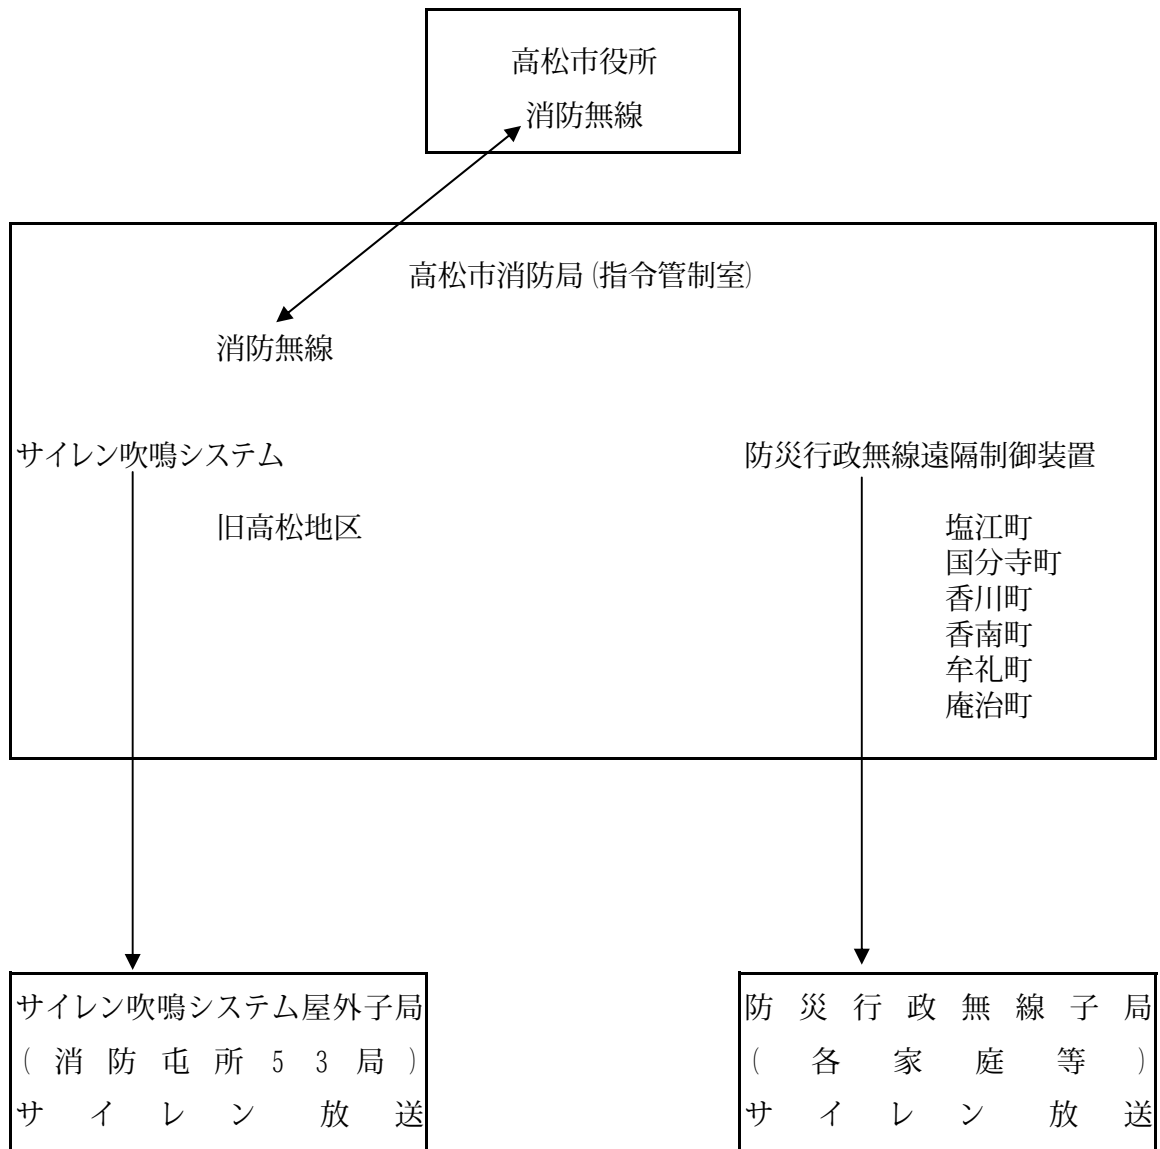 高松市役所
消防無線
高松市消防局(指令管制室)
消防無線
サイレン吹鳴システム
防災行政無線遠隔制御装置
旧高松地区
塩江町
国分寺町
香川町
香南町
牟礼町
庵治町
サイレン吹鳴システム屋外子局
(消防屯所53局)
サイレン放送
防災行政無線子局
(各家庭等)
サイレン放送